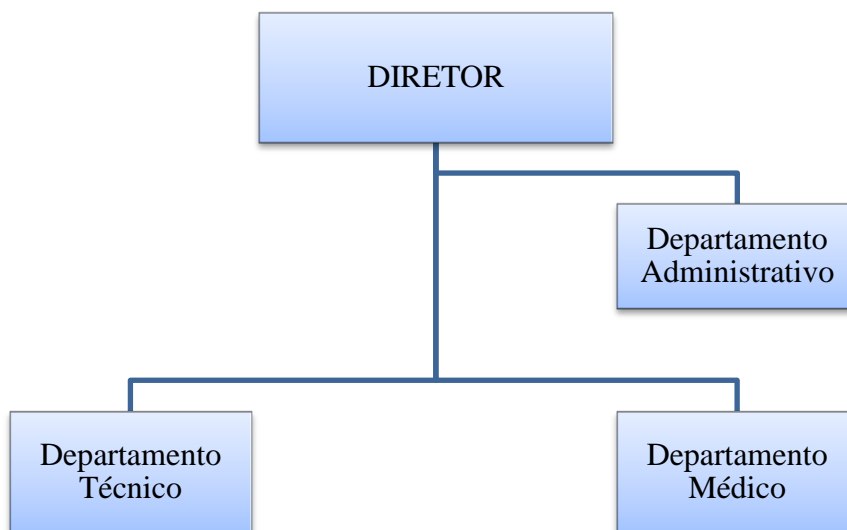 DIRETOR
Departamento
Administrativo
Departamento
Técnico
Departamento
Médico